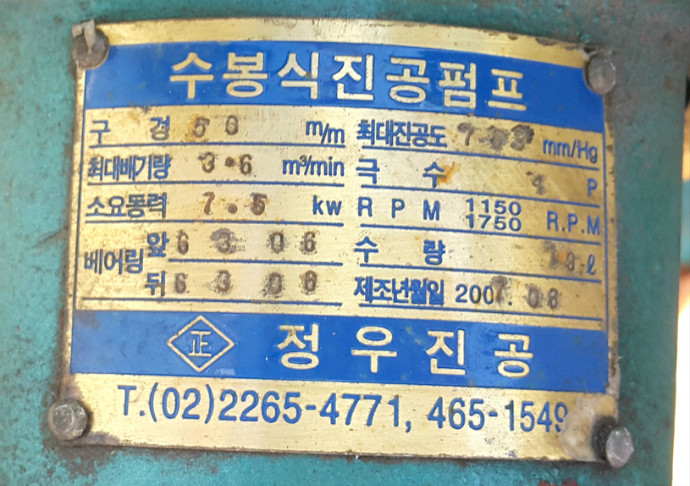 수봉식진공펌프
구 경 50 m/m 최대진공도 mm/Hg
최대배기량 3.6 m³/min 극 수 4 P
소요동력 7.5 kw R P M 1150 1750 R.P.M
베어링 앞 6306 수 량 ℓ
뒤 6306 제조년월일 2007.08
正 정우진공
T.(02)2265-4771, 465-1549